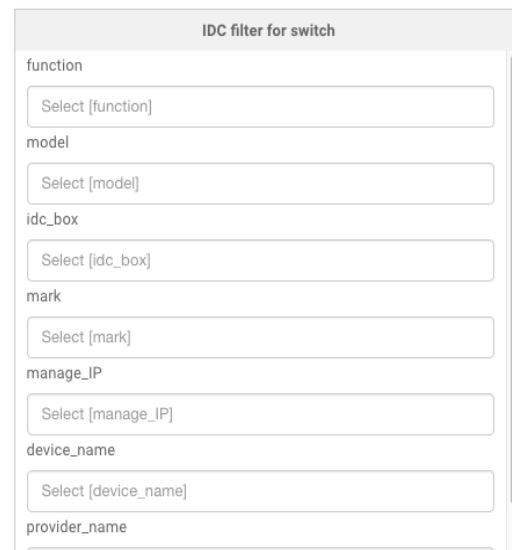 IDC filter for switch
function
Select [function]
model
Select [model]
idc_box
Select [idc_box]
mark
Select [mark]
manage_IP
Select [manage_IP]
device_name
Select [device_name]
provider_name